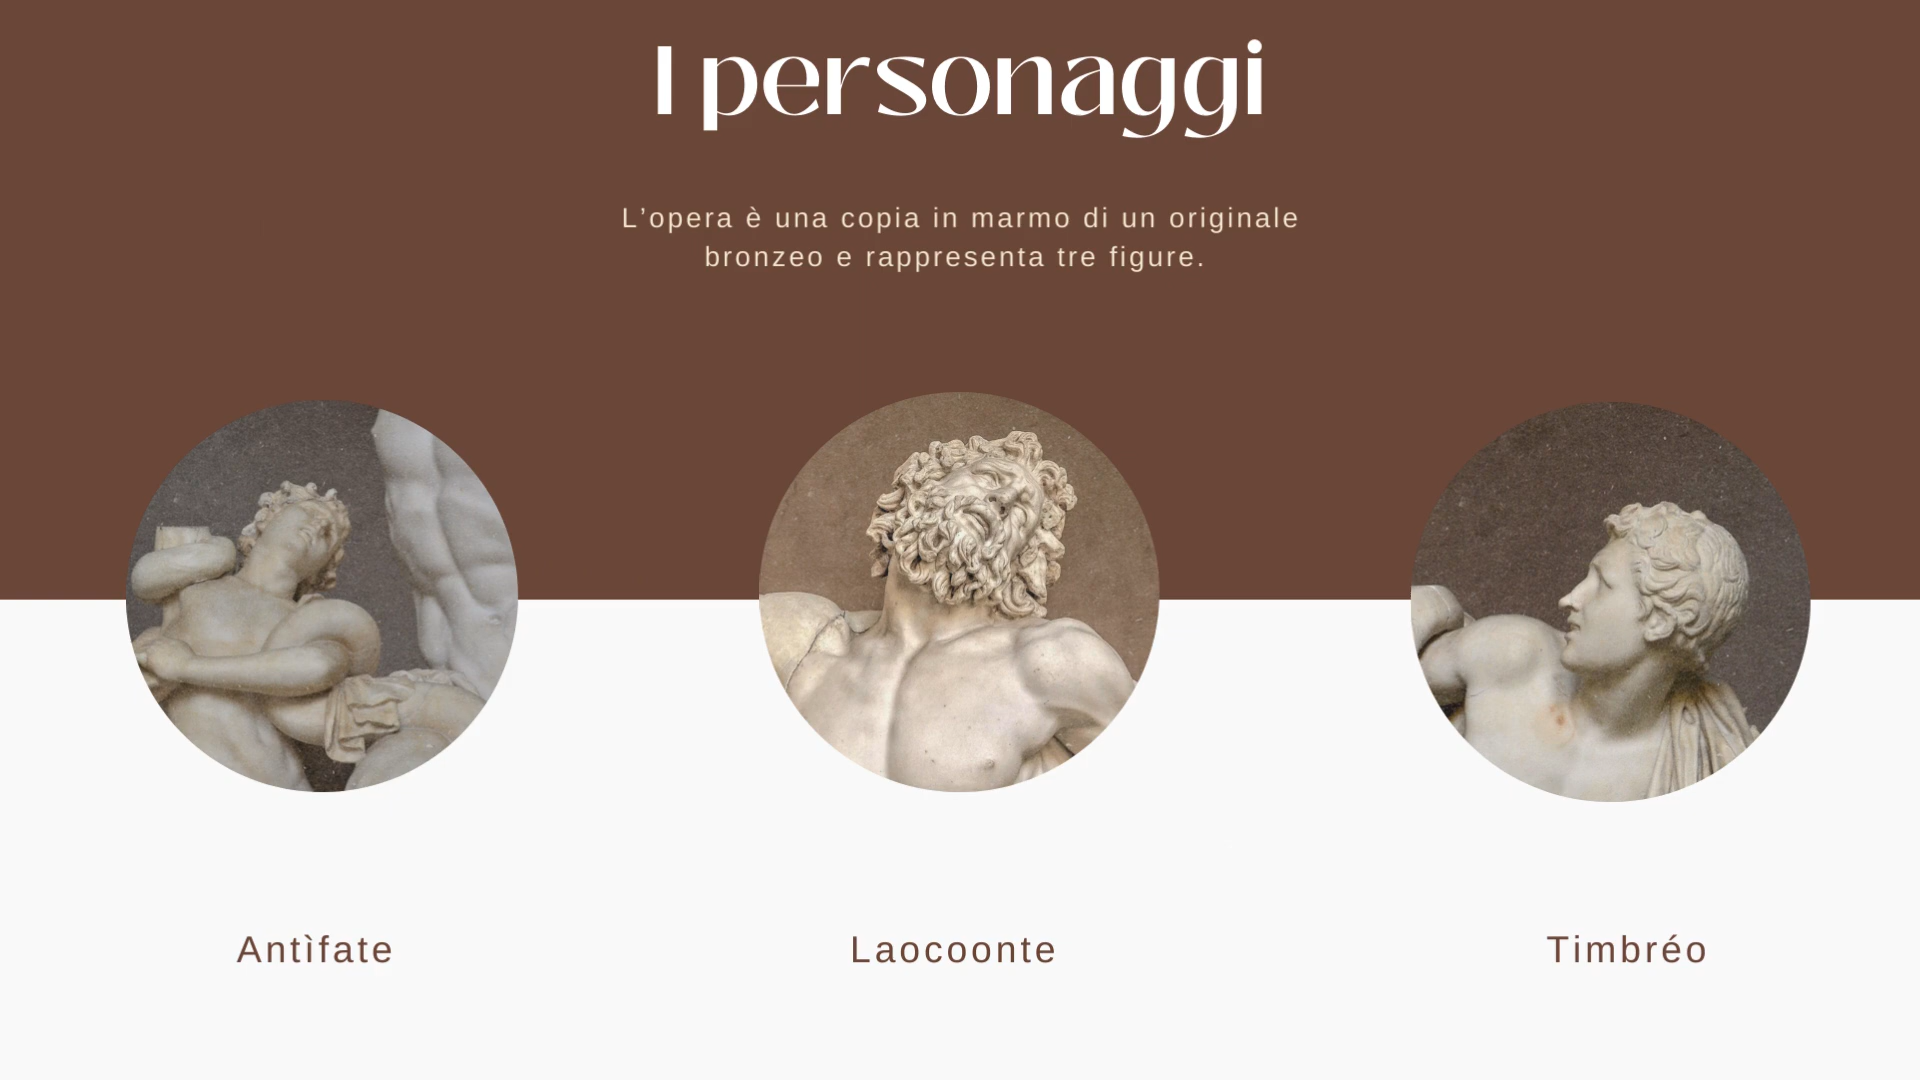 I personaggi
L’opera è una copia in marmo di un originale
bronzeo e rappresenta tre figure.
Antìfate
Laocoonte
Timbréo